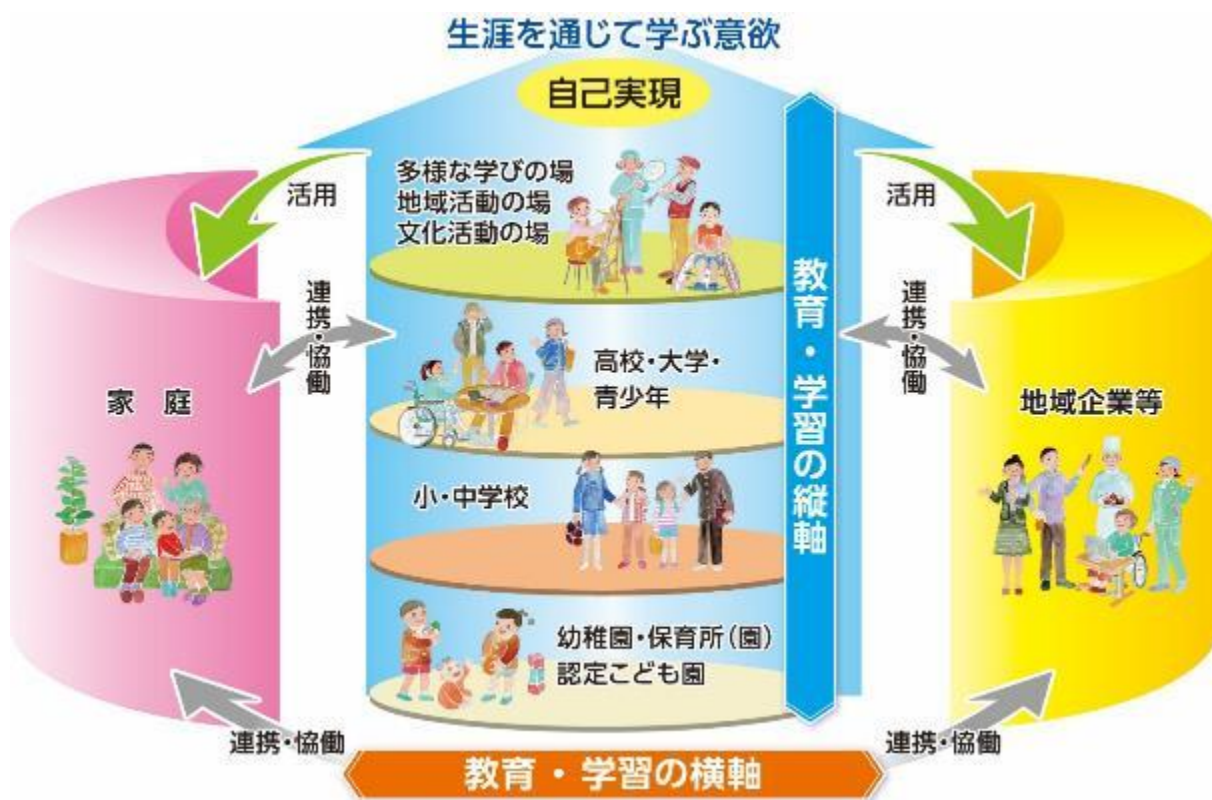 生涯を通じて学ぶ意欲
自己実現
多様な学びの場
地域活動の場
文化活動の場
活用
活用
連携・協働
連携・協働
教育・学習の縦軸
高校・大学・
青少年
家 庭
地域企業等
小・中学校
幼稚園・保育所(園)
認定こども園
連携・協働
連携・協働
教育・学習の横軸